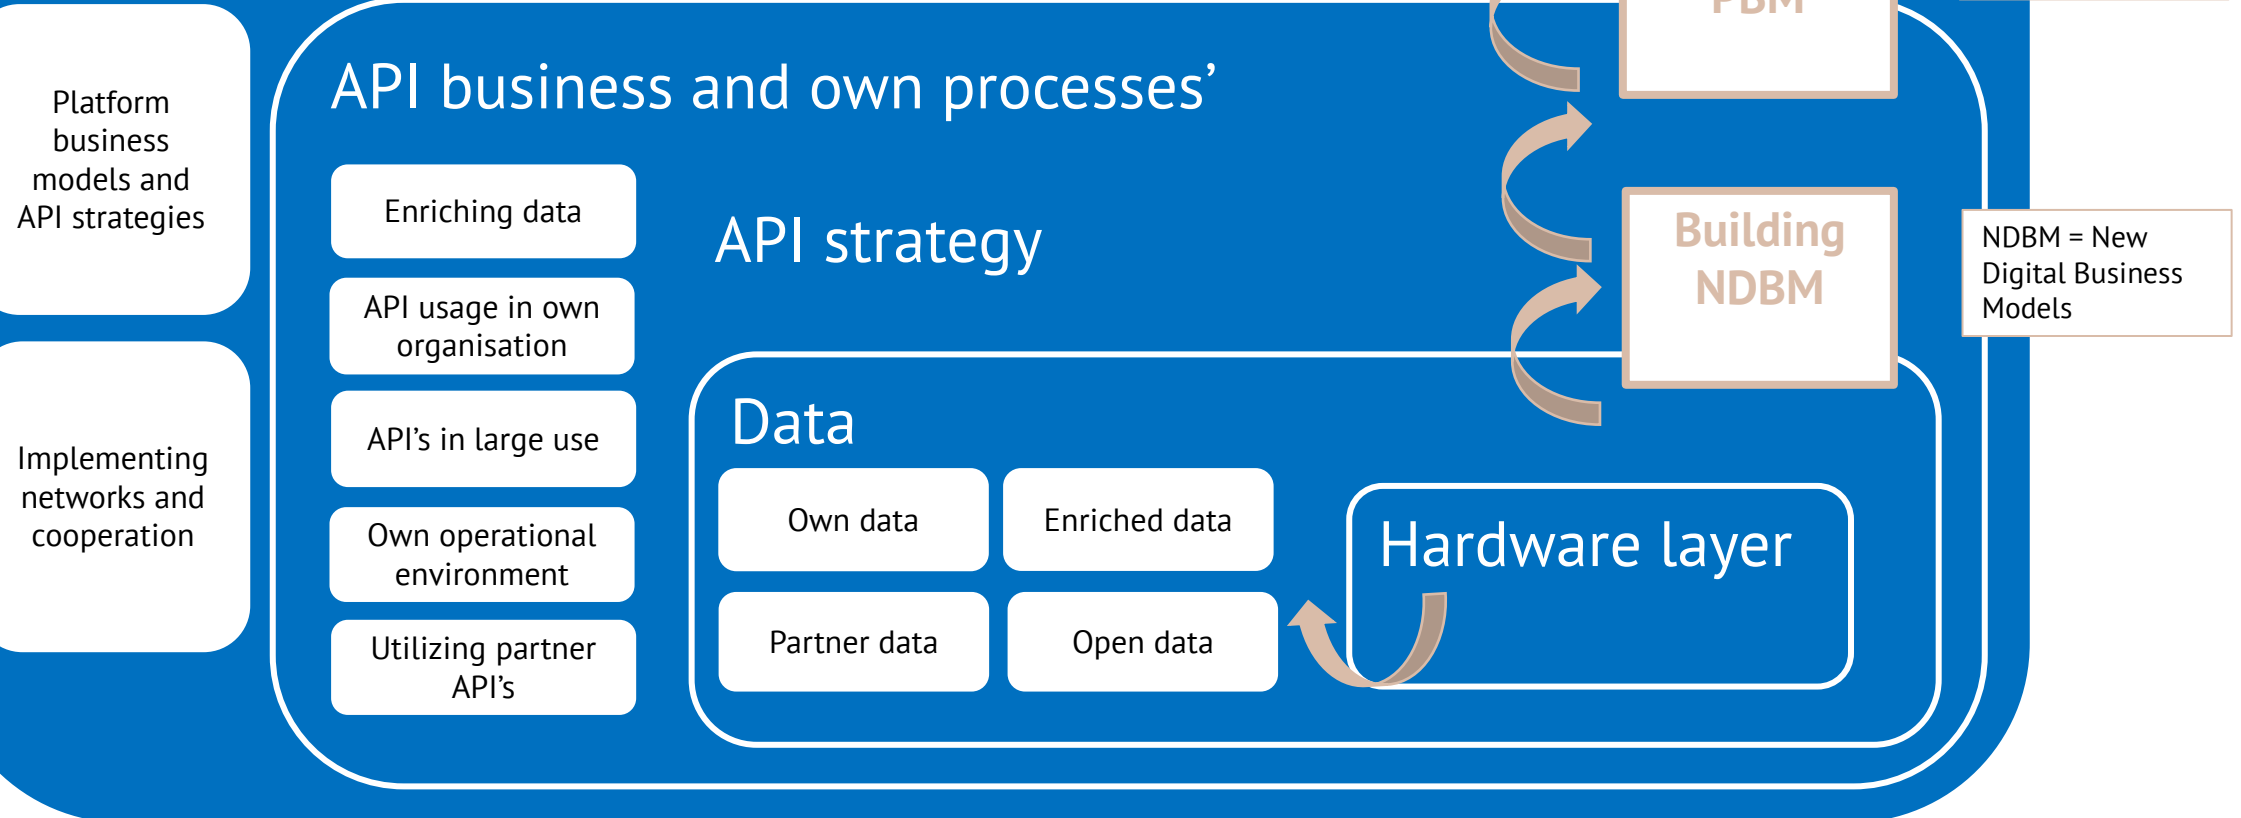 PBM
Platform
business
models and
API strategies
Implementing
networks and
cooperation
API business and own processes’
Enriching data
API usage in own
organisation
API’s in large use
Own operational
environment
Utilizing partner
API’s
API strategy
Building
NDBM
NDBM = New
Digital Business
Models
Data
Own data
Enriched data
Partner data
Open data
Hardware layer